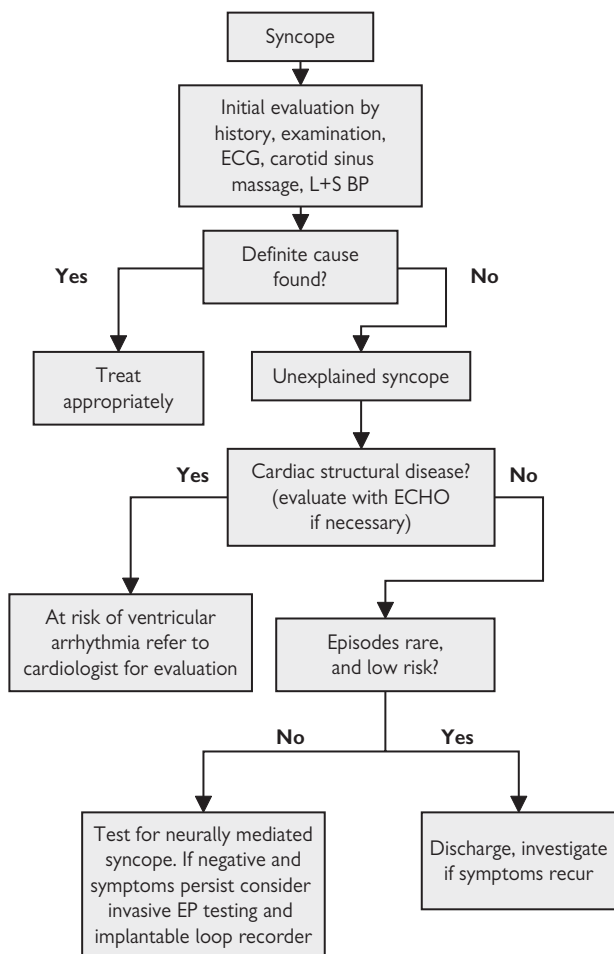 Syncope
Initial evaluation by
history, examination,
ECG, carotid sinus
massage, L+S BP
Definite cause
found?
Yes
No
Treat
appropriately
Unexplained syncope
Yes
Cardiac structural disease?
(evaluate with ECHO
if necessary)
No
At risk of ventricular
arrhythmia refer to
cardiologist for evaluation
Episodes rare,
and low risk?
No
Yes
Test for neurally mediated
syncope. If negative and
symptoms persist consider
invasive EP testing and
implantable loop recorder
Discharge, investigate
if symptoms recur